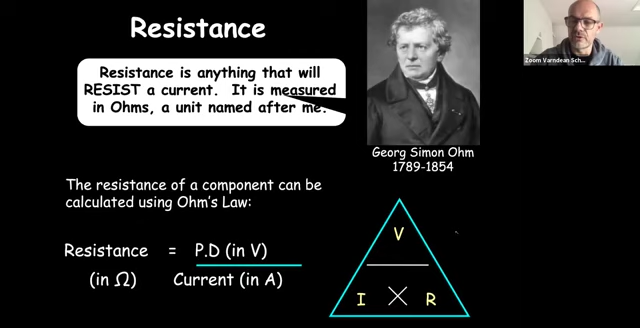 Resistance
Zoom Varndean Sch...
Resistance is anything that will
RESIST a current. It is measured
in Ohms, a unit named after me.
Georg Simon Ohm
1789-1854
The resistance of a component can be
calculated using Ohm's Law:
Resistance = P.D (in V)
(in Ω) Current (in A)
V
I X R